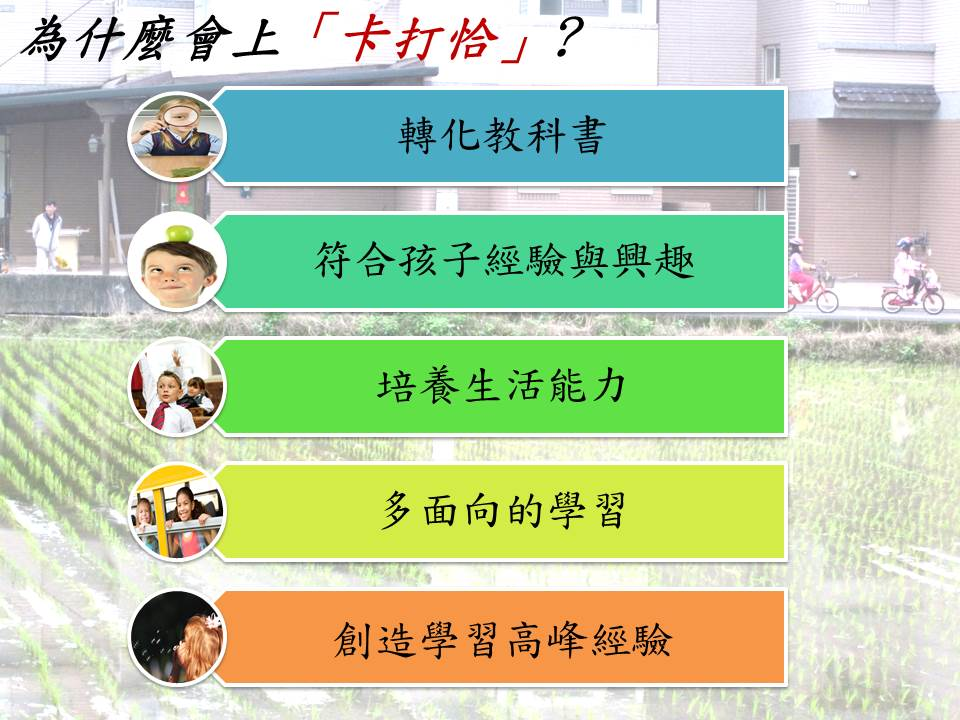 為什麼會上「卡打恰」?
轉化教科書
符合孩子經驗與興趣
培養生活能力
多面向的學習
創造學習高峰經驗